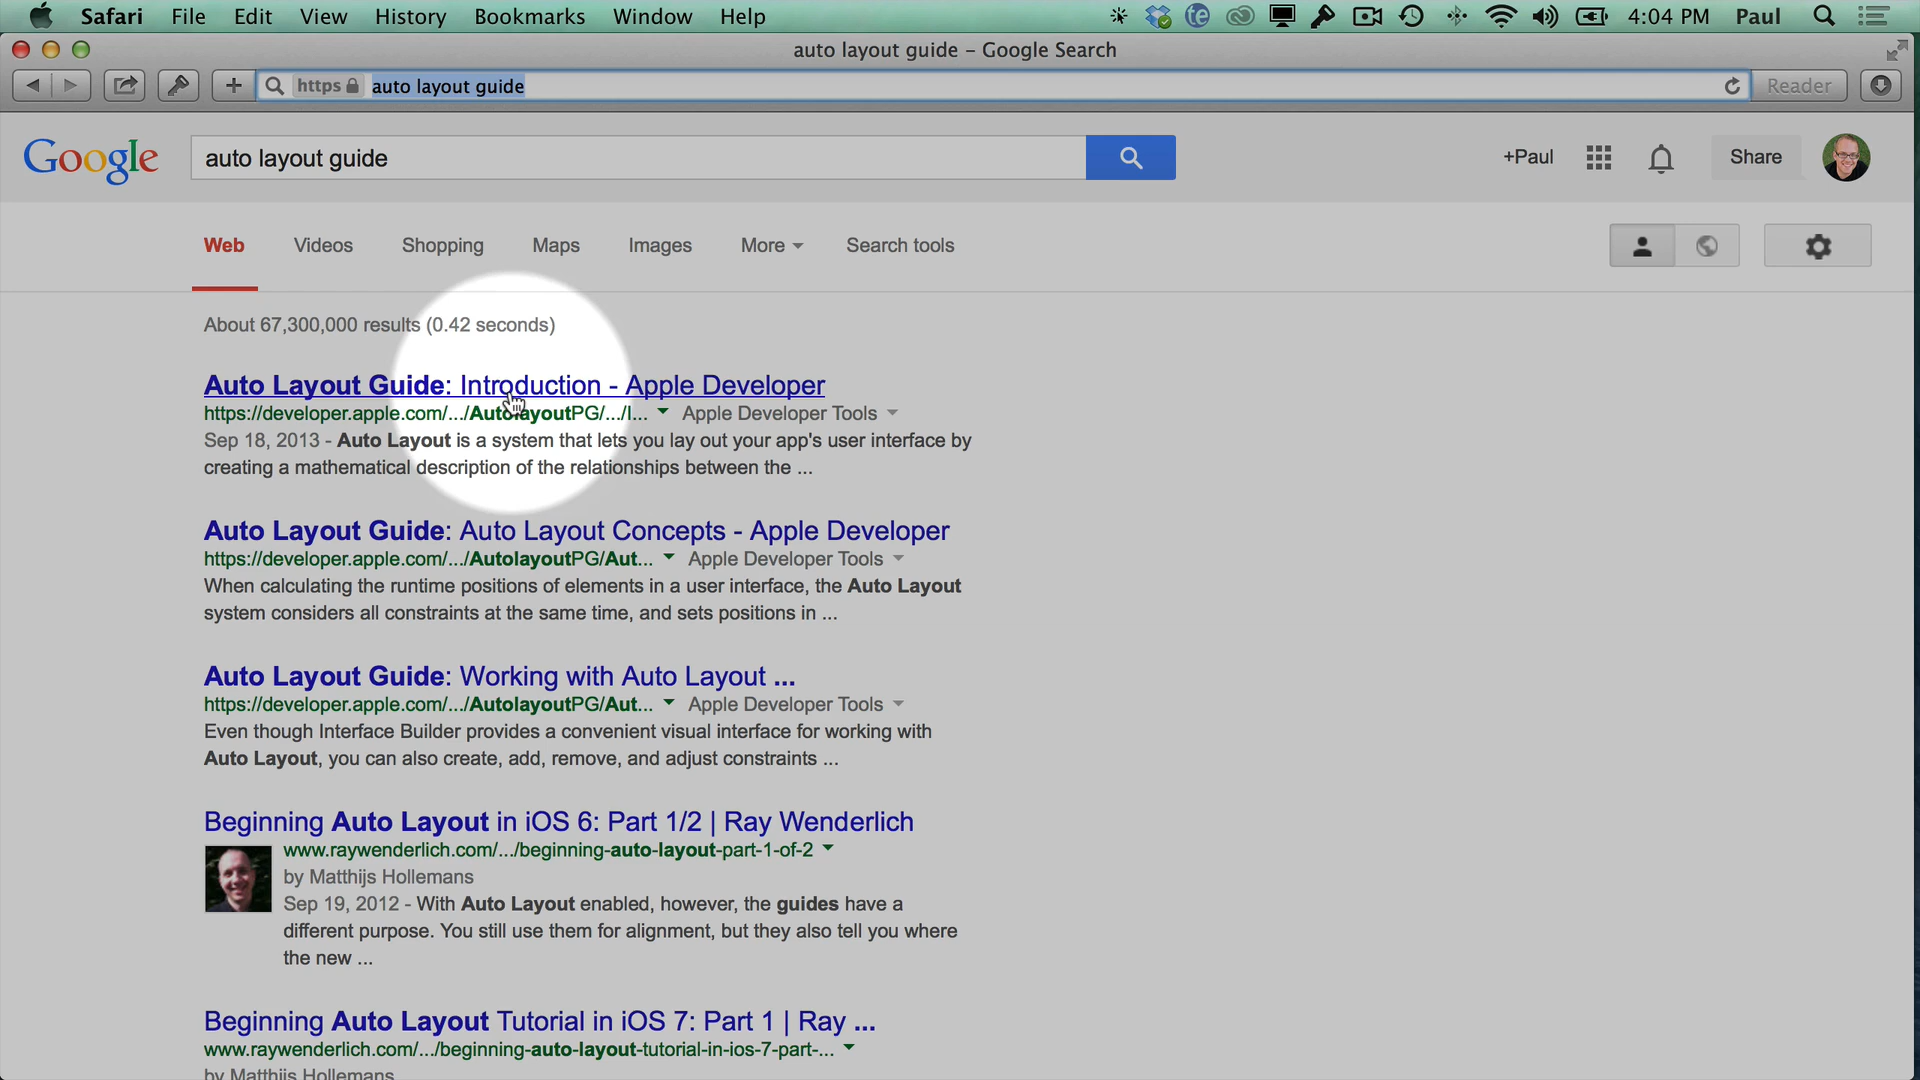 Safari File Edit View History Bookmarks Window Help 4:04 PM Paul
auto layout guide – Google Search
https auto layout guide Reader
Google auto layout guide +Paul Share
Web Videos Shopping Maps Images More Search tools
About 67,300,000 results (0.42 seconds)
Auto Layout Guide: Introduction - Apple Developer
https://developer.apple.com/.../AutolayoutPG/.../I... Apple Developer Tools
Sep 18, 2013 - Auto Layout is a system that lets you lay out your app's user interface by
creating a mathematical description of the relationships between the ...
Auto Layout Guide: Auto Layout Concepts - Apple Developer
https://developer.apple.com/.../AutolayoutPG/Aut... Apple Developer Tools
When calculating the runtime positions of elements in a user interface, the Auto Layout
system considers all constraints at the same time, and sets positions in ...
Auto Layout Guide: Working with Auto Layout ...
https://developer.apple.com/.../AutolayoutPG/Aut... Apple Developer Tools
Even though Interface Builder provides a convenient visual interface for working with
Auto Layout, you can also create, add, remove, and adjust constraints ...
Beginning Auto Layout in iOS 6: Part 1/2 | Ray Wenderlich
www.raywenderlich.com/.../beginning-auto-layout-part-1-of-2
by Matthijs Hollemans
Sep 19, 2012 - With Auto Layout enabled, however, the guides have a
different purpose. You still use them for alignment, but they also tell you where
the new ...
Beginning Auto Layout Tutorial in iOS 7: Part 1 | Ray ...
www.raywenderlich.com/.../beginning-auto-layout-tutorial-in-ios-7-part-...
by Matthijs Hollemans